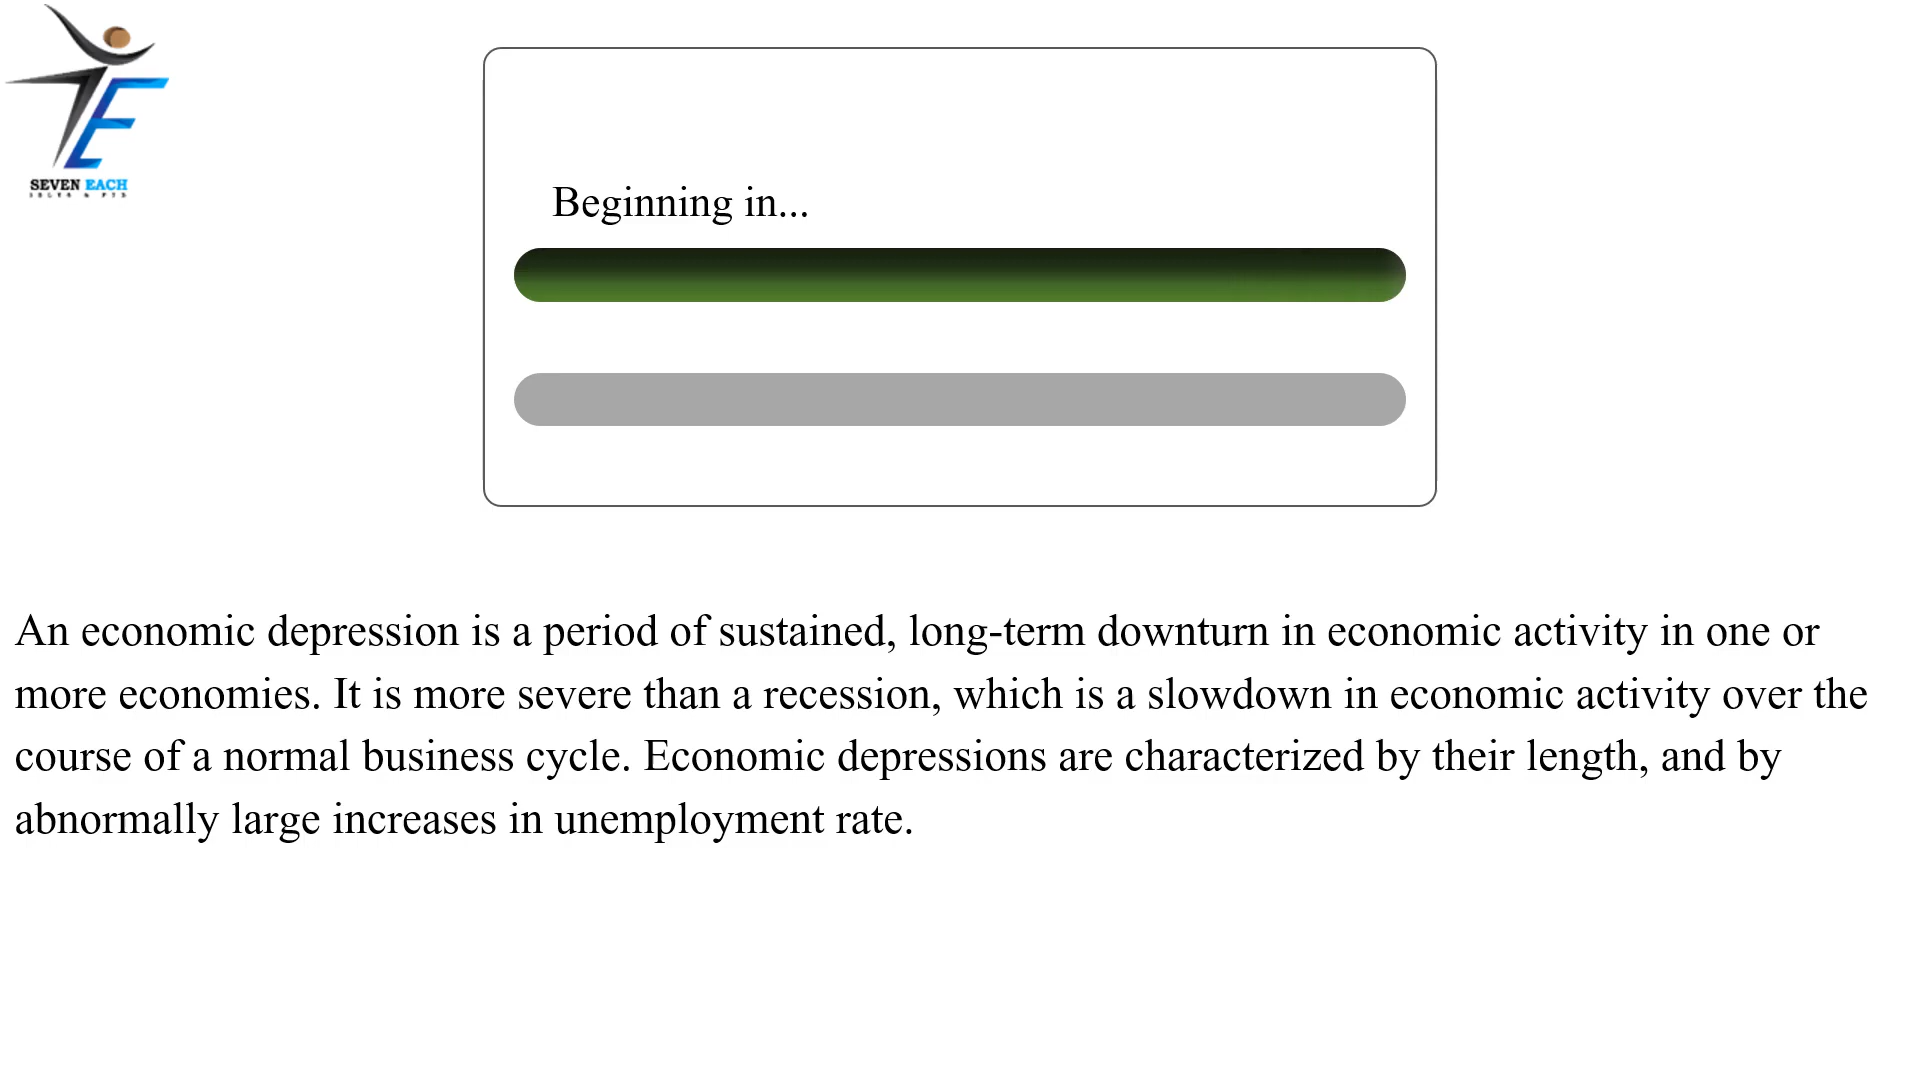 SEVEN EACH
Beginning in...
An economic depression is a period of sustained, long-term downturn in economic activity in one or
more economies. It is more severe than a recession, which is a slowdown in economic activity over the
course of a normal business cycle. Economic depressions are characterized by their length, and by
abnormally large increases in unemployment rate.